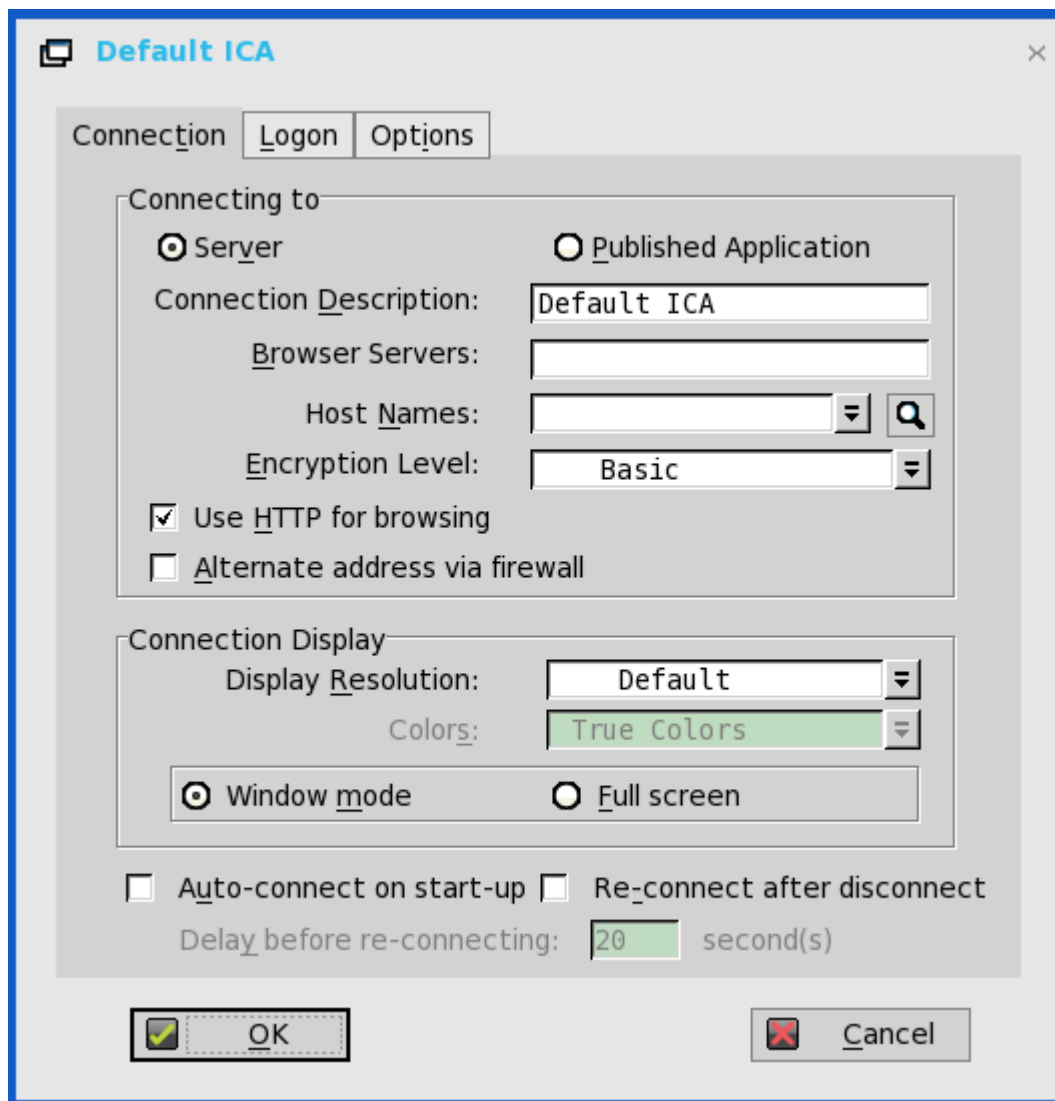 Default ICA
Connection Logon Options
Connecting to
Server Published Application
Connection Description: Default ICA
Browser Servers:
Host Names:
Encryption Level: Basic
Use HTTP for browsing
Alternate address via firewall
Connection Display
Display Resolution: Default
Colors: True Colors
Window mode Full screen
Auto-connect on start-up Re-connect after disconnect
Delay before re-connecting: 20 second(s)
OK Cancel